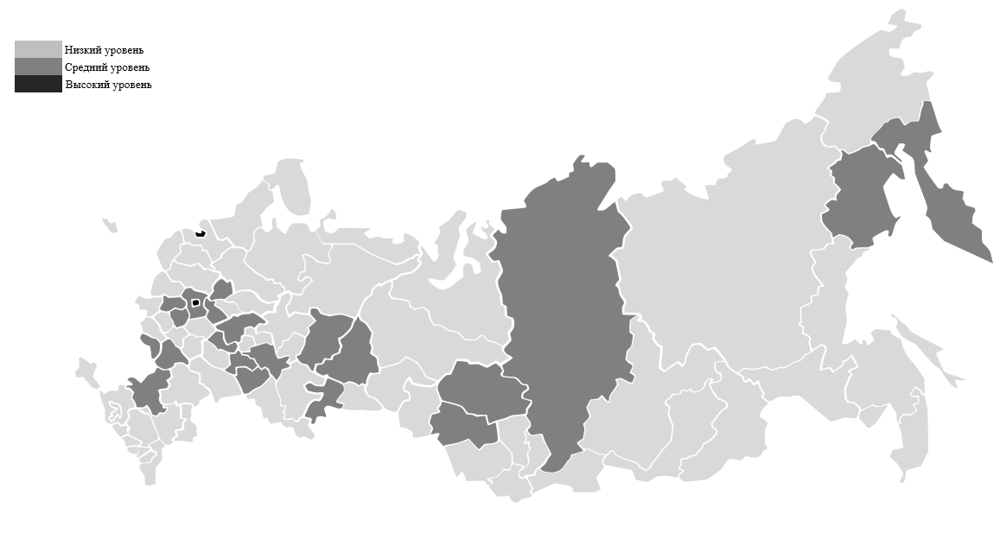 Низкий уровень
Средний уровень
Высокий уровень